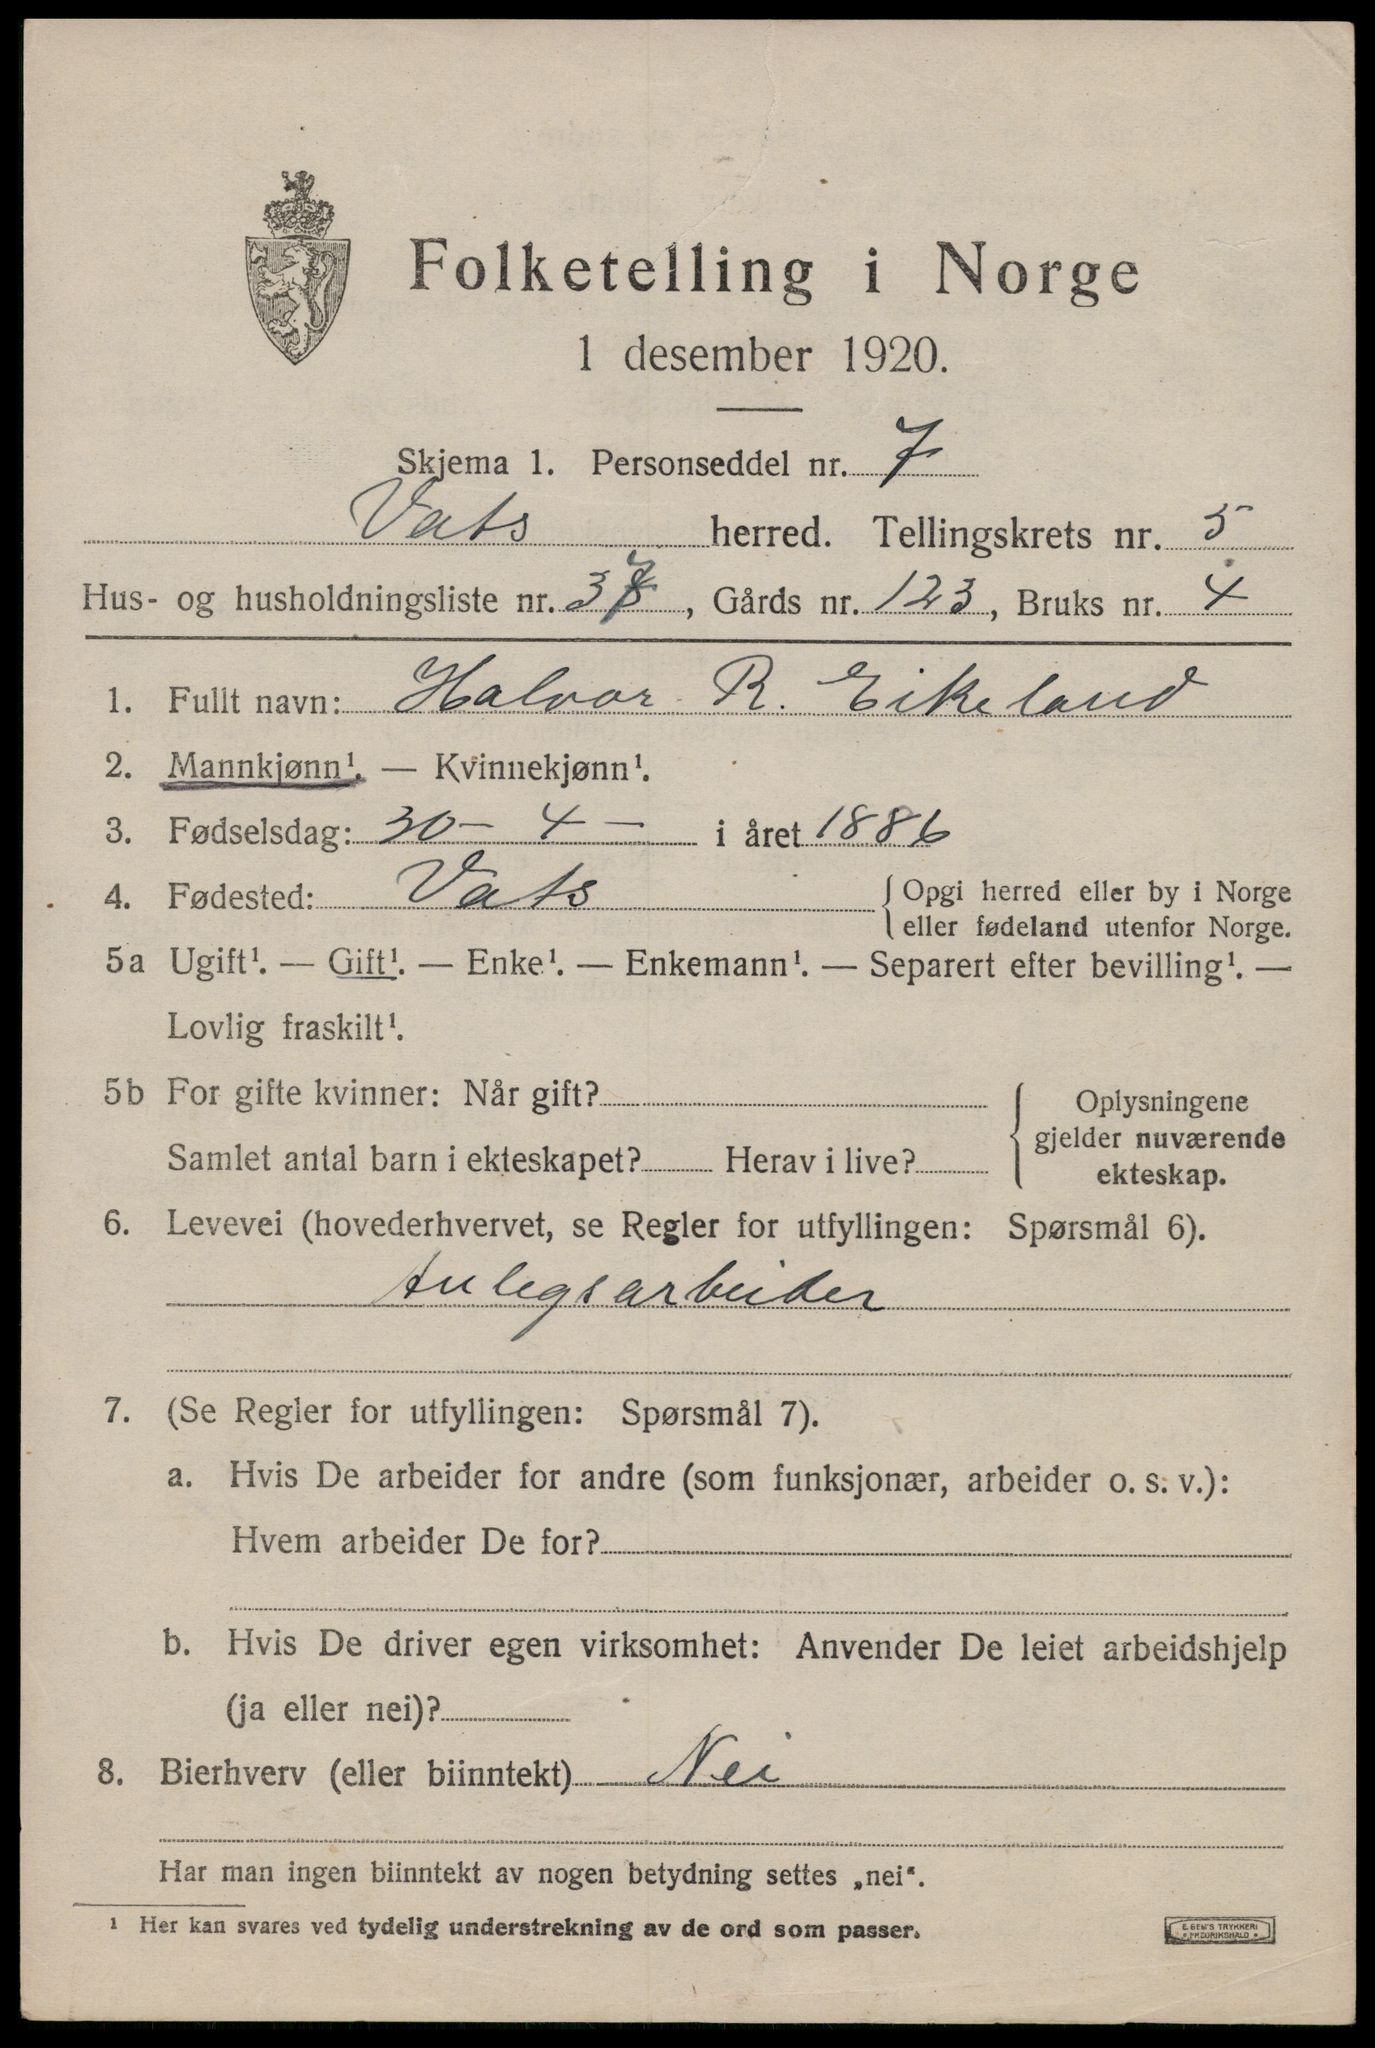 Folketelling i Norge
1 desember 1920.
Skjema 1. Personseddel nr. 7
Vats herred. Tellingskrets nr. 5
Hus- og husholdningsliste nr. 37, Gårds nr. 123, Bruks nr. 4
1. Fullt navn: Halvor R. Eikeland
2. Mannkjønn¹. — Kvinnekjønn¹.
3. Fødselsdag: 30 – 4 – i året 1886
4. Fødested: Vats { Opgi herred eller by i Norge
eller fødeland utenfor Norge.
5a Ugift¹. — Gift¹. — Enke¹. — Enkemann¹. — Separert efter bevilling¹. —
Lovlig fraskilt¹.
5b For gifte kvinner: Når gift?
Samlet antal barn i ekteskapet? Herav i live?
Oplysningene
gjelder nuværende
ekteskap.
6. Levevei (hovederhvervet, se Regler for utfyllingen: Spørsmål 6).
Anlegsarbeider
7. (Se Regler for utfyllingen: Spørsmål 7).
a. Hvis De arbeider for andre (som funksjonær, arbeider o. s. v.):
Hvem arbeider De for?
b. Hvis De driver egen virksomhet: Anvender De leiet arbeidshjelp
(ja eller nei)?
8. Bierhverv (eller biinntekt) Nei
Har man ingen biinntekt av nogen betydning settes „nei“.
¹ Her kan svares ved tydelig understrekning av de ord som passer.
E. SEM'S TRYKKERI
FREDRIKSHALD